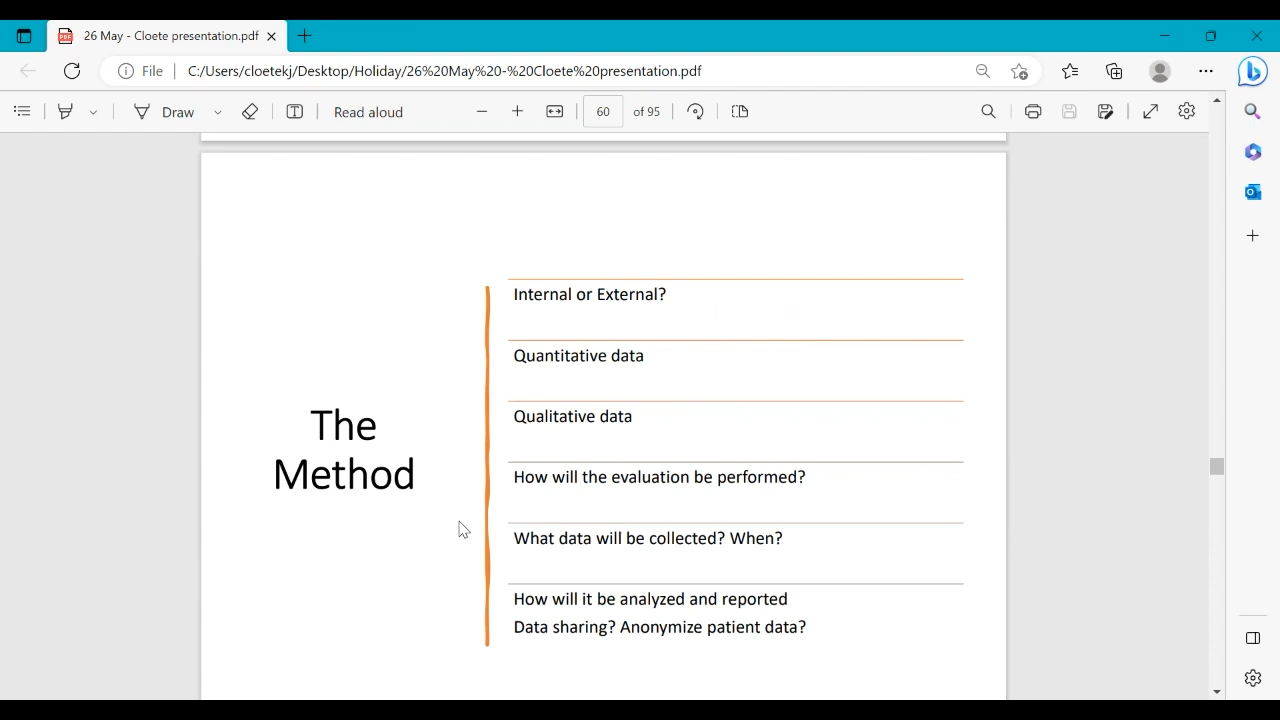 26 May - Cloete presentation.pdf
File
C:/Users/cloetekj/Desktop/Holiday/26%20May%20-%20Cloete%20presentation.pdf
Draw
Read aloud
60
of 95
Internal or External?
Quantitative data
Qualitative data
The
Method
How will the evaluation be performed?
What data will be collected? When?
How will it be analyzed and reported
Data sharing? Anonymize patient data?